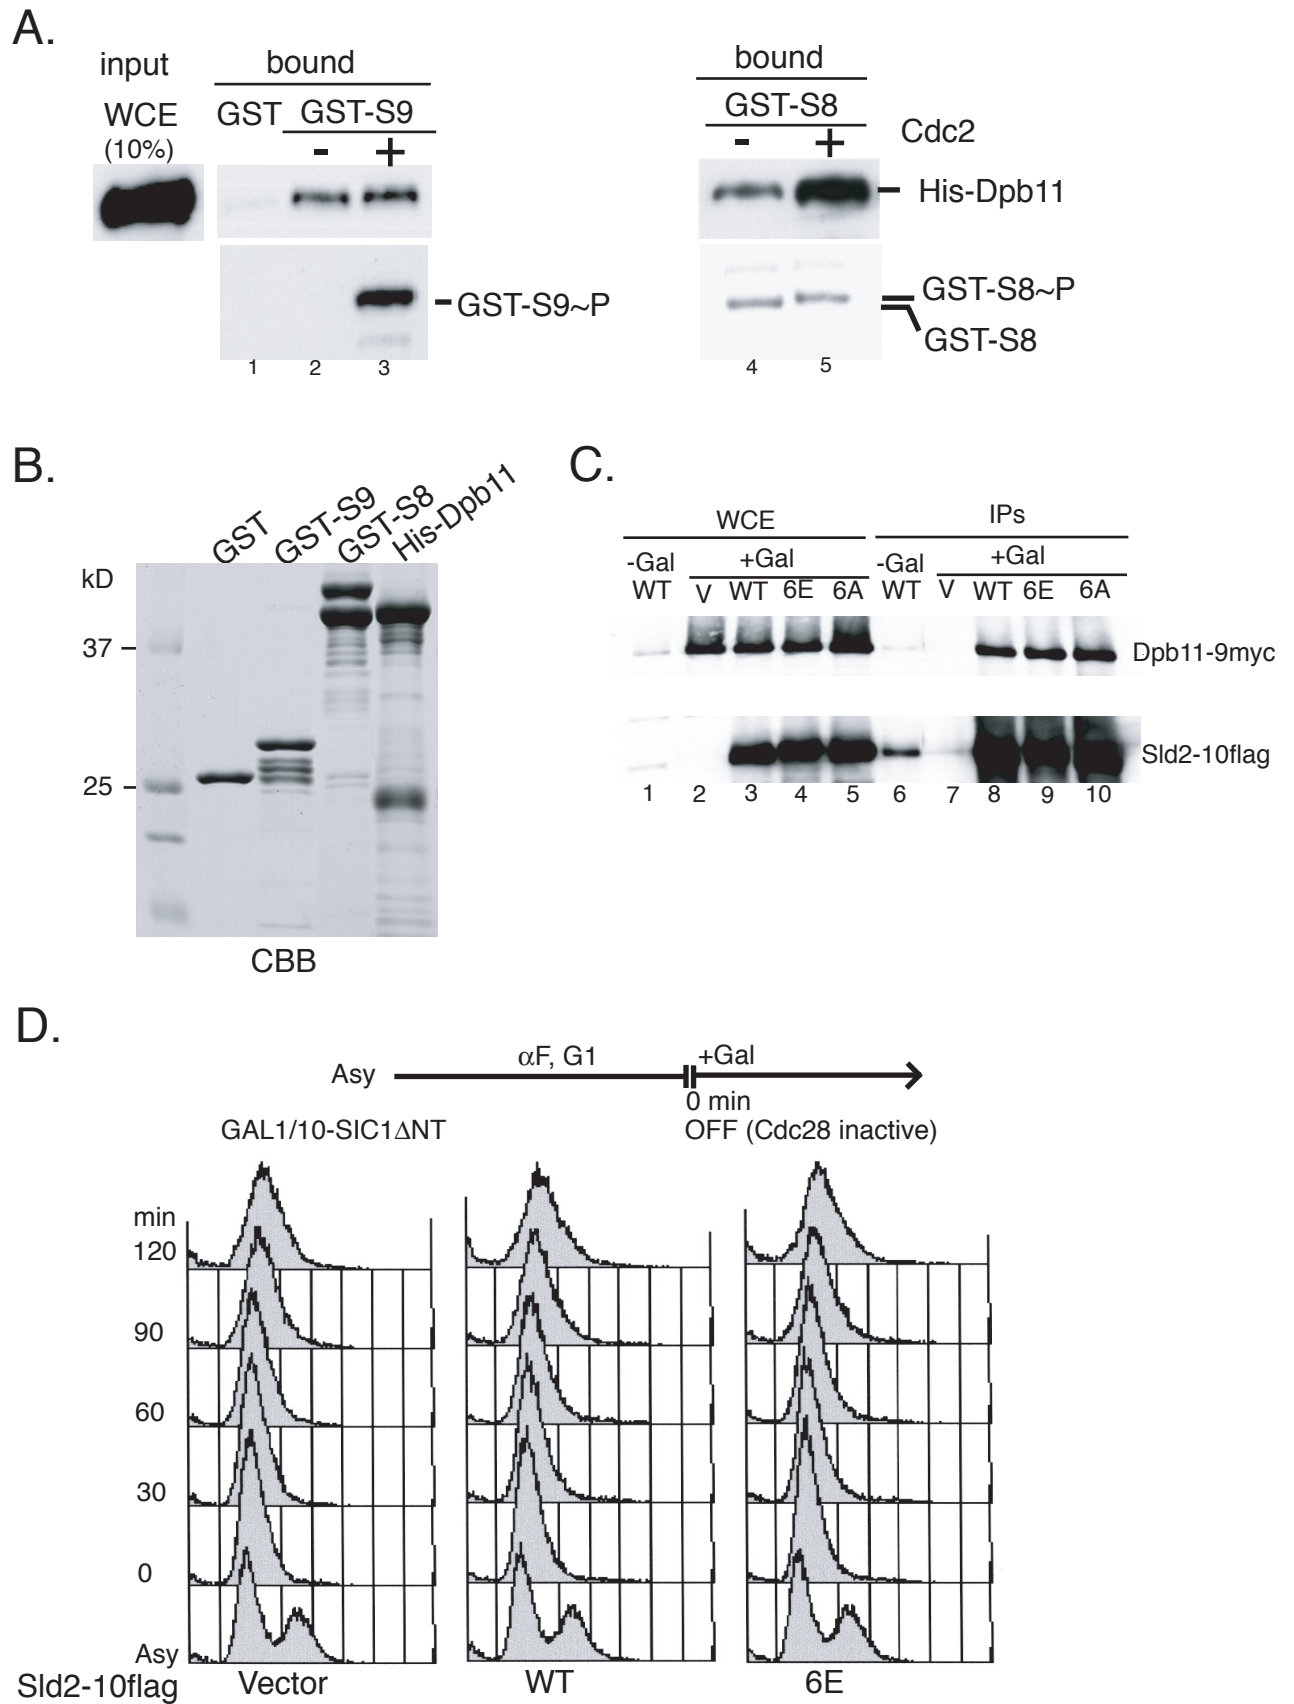 A.
input
bound
bound
WCE
(10%)
GST
GST-S9
GST-S8
- +
- +
Cdc2
His-Dpb11
GST-S9~P
GST-S8~P
GST-S8
1 2 3
4 5
B.
GST
GST-S9
GST-S8
His-Dpb11
kD
37
25
CBB
C.
WCE
IPs
-Gal
+Gal
-Gal
+Gal
WT V WT 6E 6A WT V WT 6E 6A
Dpb11-9myc
Sld2-10flag
1 2 3 4 5 6 7 8 9 10
D.
Asy
αF, G1
+Gal
0 min
GAL1/10-SIC1ΔNT
OFF (Cdc28 inactive)
min
120
90
60
30
0
Asy
Sld2-10flag
Vector
WT
6E